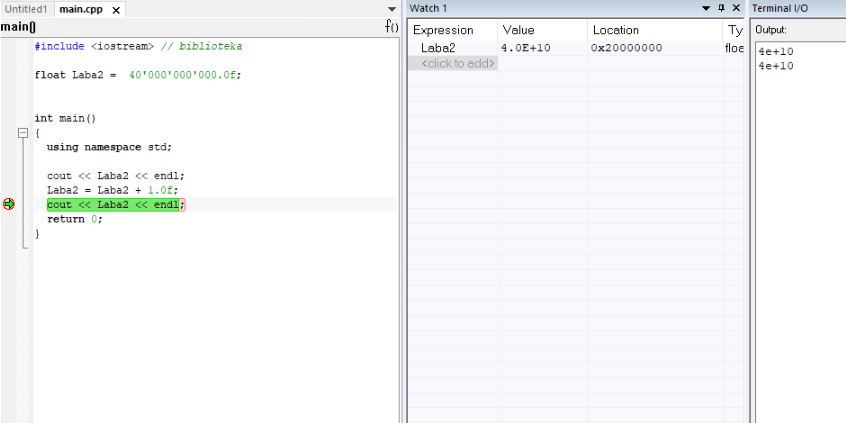 Untitled1 main.cpp x
main() f()
#include <iostream> // biblioteka
float Laba2 =  40'000'000'000.0f;
int main()
{
using namespace std;
cout << Laba2 << endl;
Laba2 = Laba2 + 1.0f;
cout << Laba2 << endl;
return 0;
}
Watch 1
Expression Value Location Ty
Laba2 4.0E+10 0x20000000 floa
<click to add>
Terminal I/O
Output:
4e+10
4e+10